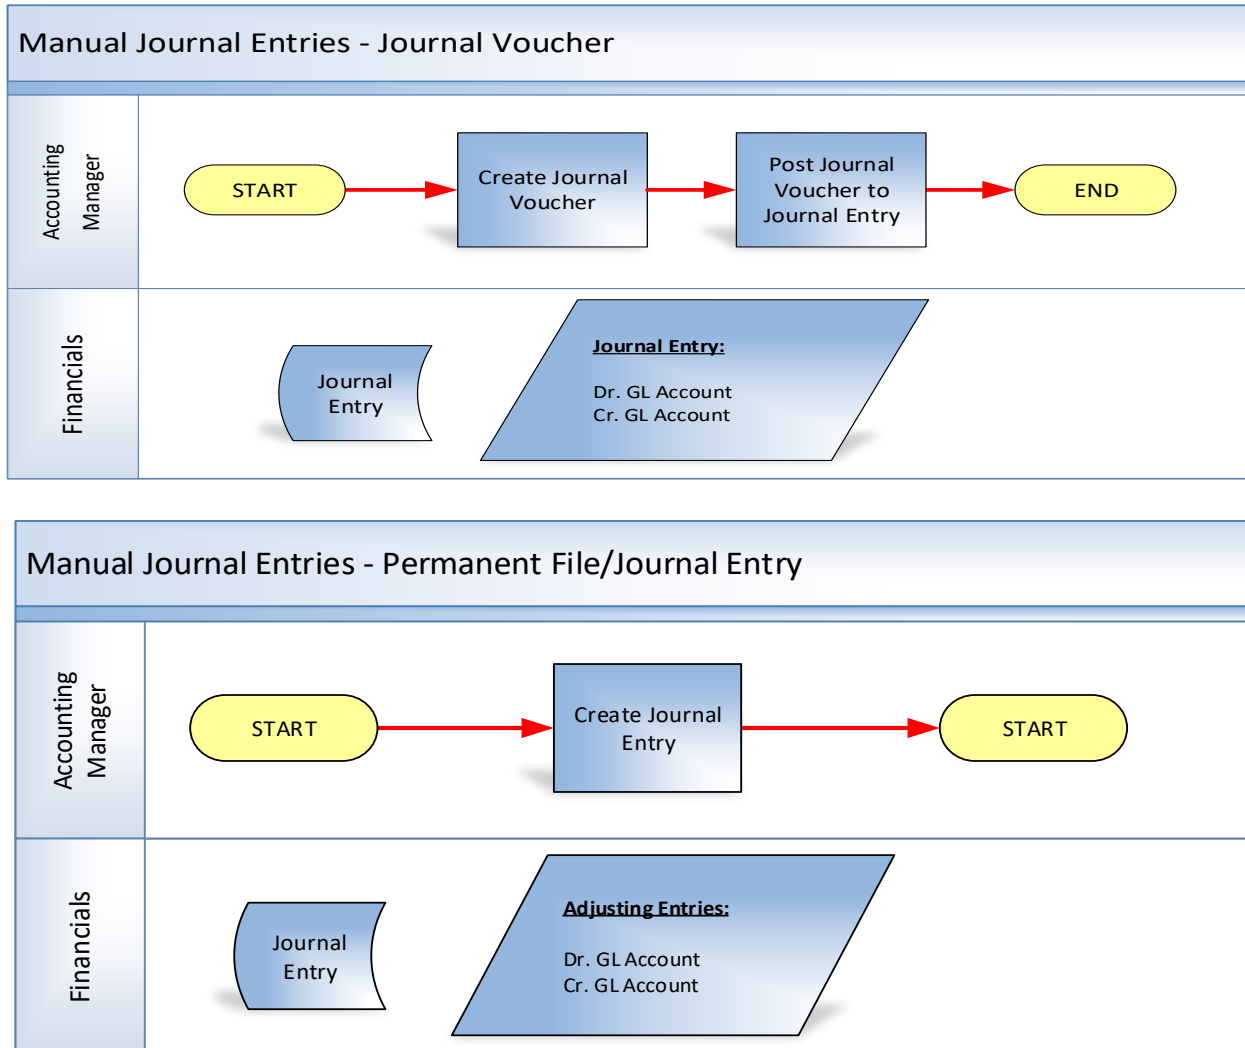 Manual Journal Entries - Journal Voucher
Accounting
Manager
START
Create Journal
Voucher
Post Journal
Voucher to
Journal Entry
END
Financials
Journal
Entry
Journal Entry:
Dr. GL Account
Cr. GL Account
Manual Journal Entries - Permanent File/Journal Entry
Accounting
Manager
START
Create Journal
Entry
START
Financials
Journal
Entry
Adjusting Entries:
Dr. GL Account
Cr. GL Account